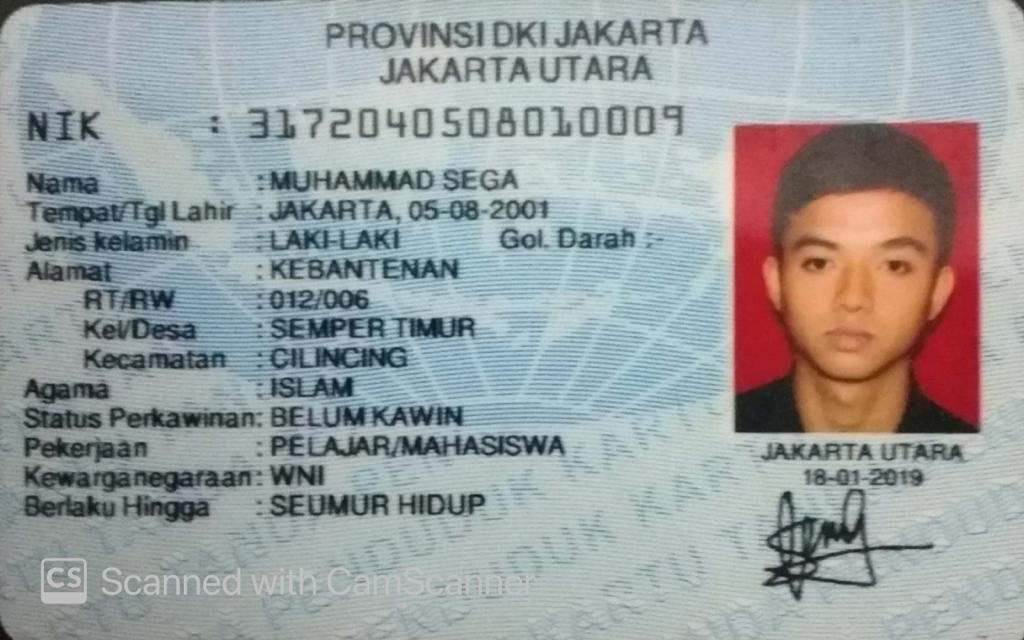 PROVINSI DKI JAKARTA
JAKARTA UTARA
NIK : 3172040508010009
Nama : MUHAMMAD SEGA
Tempat/Tgl Lahir : JAKARTA, 05-08-2001
Jenis kelamin : LAKI-LAKI Gol. Darah :-
Alamat : KEBANTENAN
RT/RW : 012/006
Kel/Desa : SEMPER TIMUR
Kecamatan : CILINCING
Agama : ISLAM
Status Perkawinan: BELUM KAWIN
Pekerjaan : PELAJAR/MAHASISWA
Kewarganegaraan: WNI
Berlaku Hingga : SEUMUR HIDUP
JAKARTA UTARA
18-01-2019
CS Scanned with CamScanner